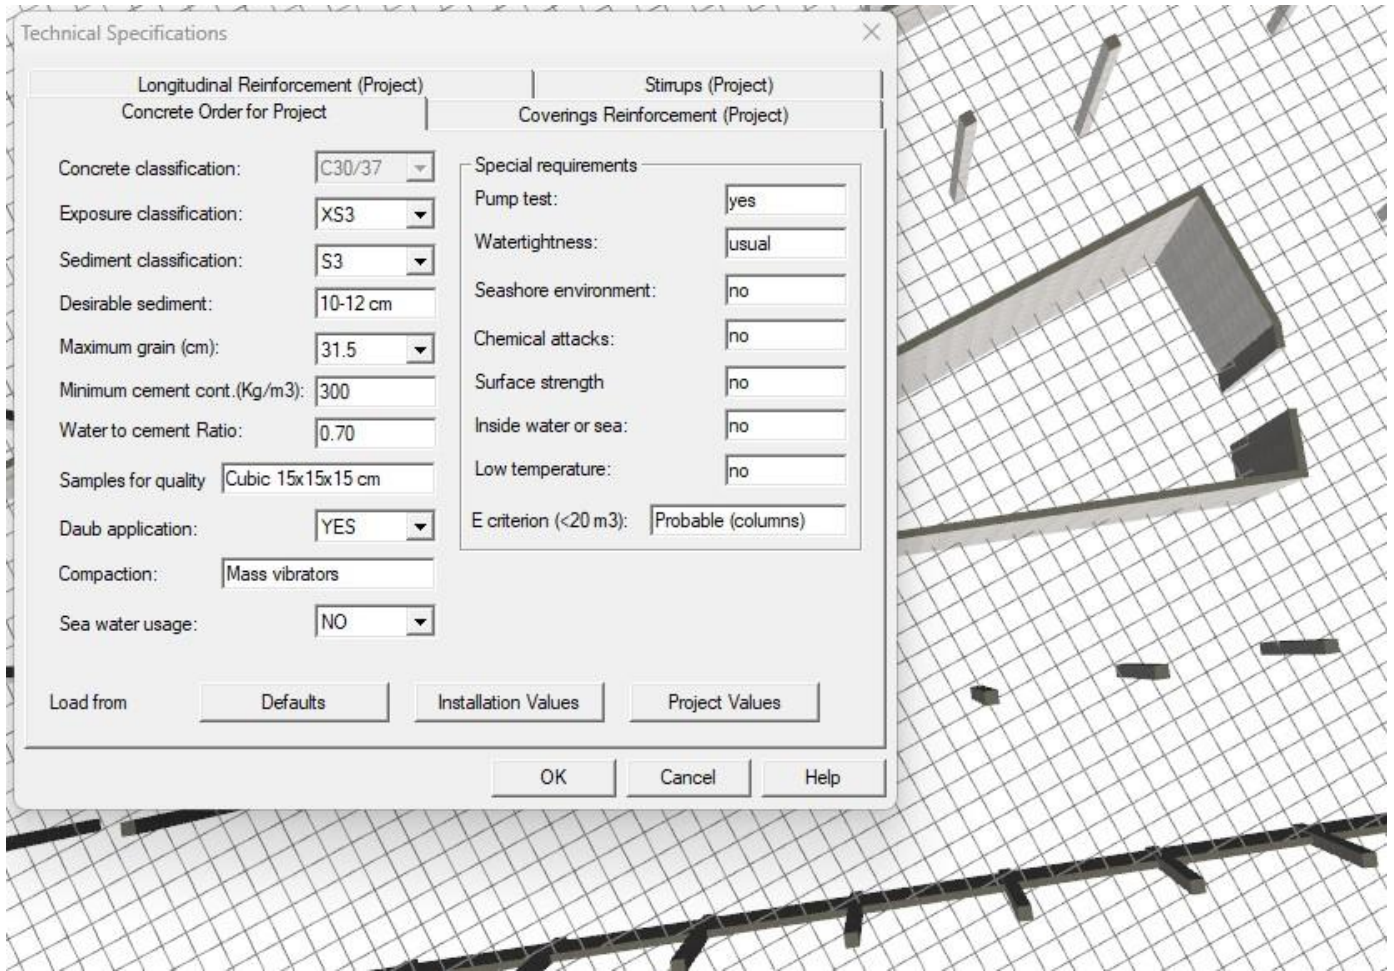 Technical Specifications
Longitudinal Reinforcement (Project)
Stirrups (Project)
Concrete Order for Project
Coverings Reinforcement (Project)
Concrete classification: C30/37
Exposure classification: XS3
Sediment classification: S3
Desirable sediment: 10-12 cm
Maximum grain (cm): 31.5
Minimum cement cont.(Kg/m3): 300
Water to cement Ratio: 0.70
Samples for quality Cubic 15x15x15 cm
Daub application: YES
Compaction: Mass vibrators
Sea water usage: NO
Special requirements
Pump test: yes
Watertightness: usual
Seashore environment: no
Chemical attacks: no
Surface strength no
Inside water or sea: no
Low temperature: no
E criterion (<20 m3): Probable (columns)
Load from Defaults Installation Values Project Values
OK Cancel Help